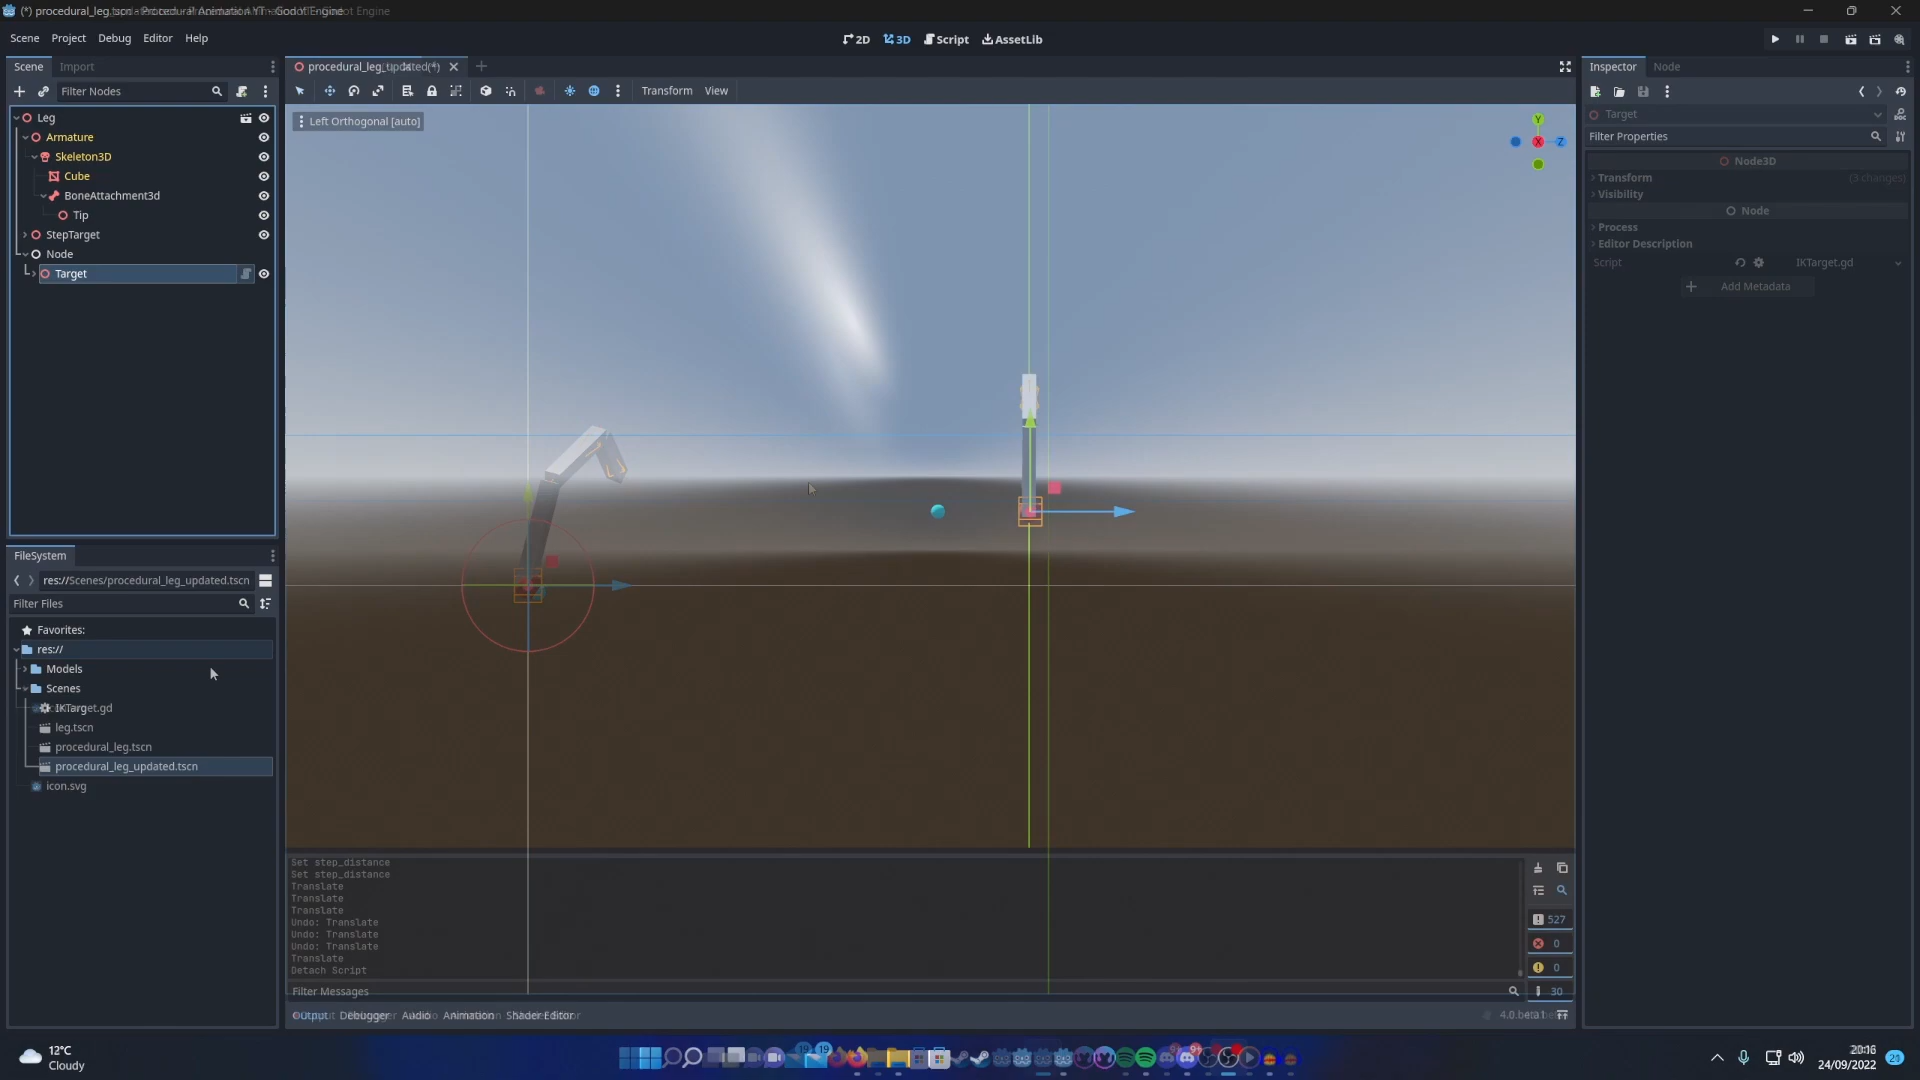 Scene Project Debug Editor Help
2D 3D Script AssetLib
Scene Import
Filter Nodes
Leg
Armature
Skeleton3D
Cube
BoneAttachment3d
Tip
StepTarget
Node
Target
Transform View
Left Orthogonal [auto]
Y
X
Z
FileSystem
res://Scenes/procedural_leg_updated.tscn
Filter Files
Favorites:
res://
Models
Scenes
IKTarget.gd
leg.tscn
procedural_leg.tscn
procedural_leg_updated.tscn
icon.svg
Set step_distance
Set step_distance
Translate
Translate
Translate
Undo: Translate
Undo: Translate
Undo: Translate
Translate
Detach Script
Filter Messages
527
0
0
30
Output Debugger Audio Animation Shader Editor
Inspector Node
Target
Filter Properties
Node3D
Transform (3 changes)
Visibility
Node
Process
Editor Description
Script IKTarget.gd
Add Metadata
12°C
Cloudy
24/09/2022